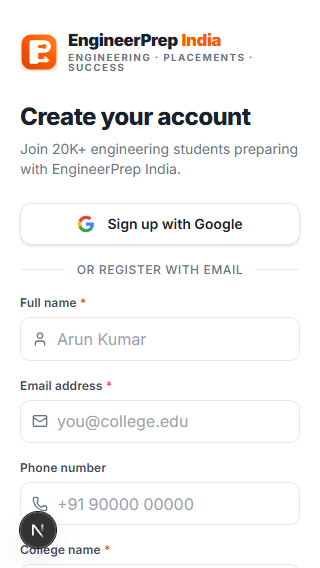 EngineerPrep India
ENGINEERING · PLACEMENTS ·
SUCCESS
Create your account
Join 20K+ engineering students preparing
with EngineerPrep India.
Sign up with Google
OR REGISTER WITH EMAIL
Full name *
Arun Kumar
Email address *
you@college.edu
Phone number
+91 90000 00000
N
College name *